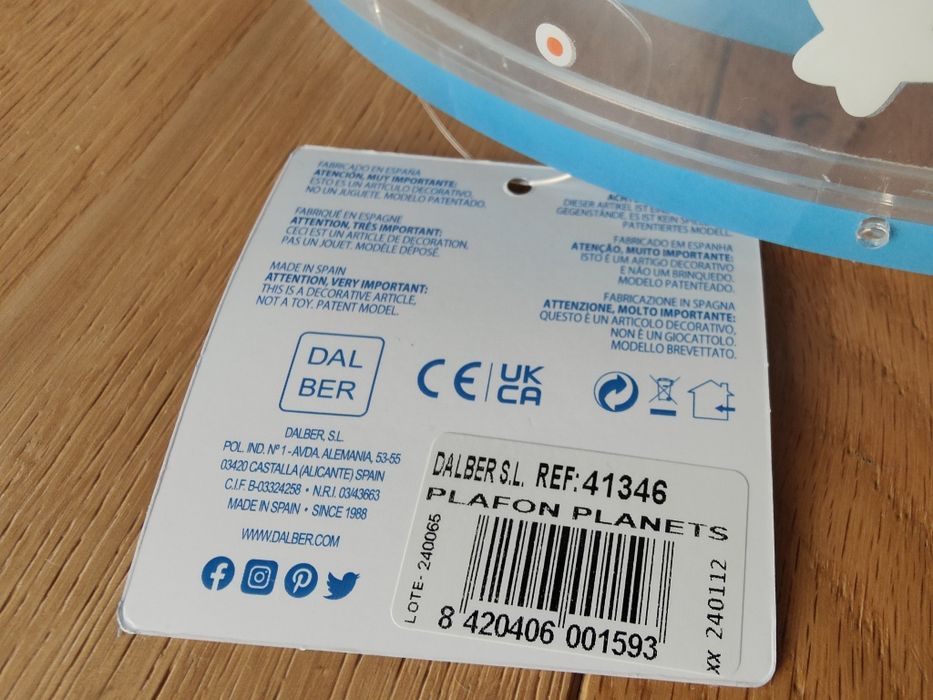 FABRICADO EN ESPAÑA
ATENCIÓN, MUY IMPORTANTE:
ESTO ES UN ARTÍCULO DECORATIVO,
NO UN JUGUETE. MODELO PATENTADO.
FABRIQUÉ EN ESPAGNE
ATTENTION, TRÈS IMPORTANT:
CECI EST UN ARTICLE DE DECORATION,
PAS UN JOUET. MODÈLE DÉPOSÉ.
MADE IN SPAIN
ATTENTION, VERY IMPORTANT:
THIS IS A DECORATIVE ARTICLE,
NOT A TOY. PATENT MODEL.
DIESER ARTIKEL IST
GEGENSTÄNDE. ES IST KEIN
PATENTIERTES MODELL.
FABRICADO EM ESPANHA
ATENÇAO, MUITO IMPORTANTE:
ISTO É UM ARTIGO DECORATIVO
E NÃO UM BRINQUEDO.
MODELO PATENTEADO.
FABRICAZIONE IN SPAGNA
ATTENZIONE, MOLTO IMPORTANTE:
QUESTO È UN ARTICOLO DECORATIVO,
NON È UN GIOCATTOLO.
MODELLO BREVETTATO.
DAL
BER
CE
UK
CA
DALBER, S.L.
POL. IND. Nº 1 - AVDA. ALEMANIA, 53-55
03420 CASTALLA (ALICANTE) SPAIN
C.I.F. B-03324258 • N.R.I. 03/43663
MADE IN SPAIN • SINCE 1988
WWW.DALBER.COM
DALBER S.L. REF: 41346
PLAFON PLANETS
LOTE- 240065
8 420406 001593
XX 240112